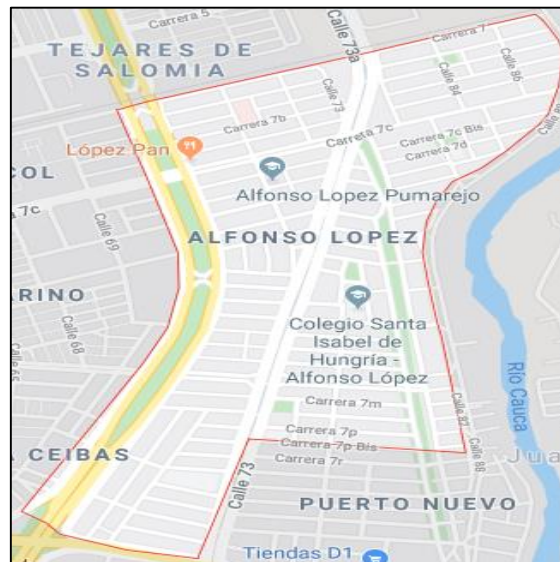 Carrera 5
Calle 73a
Carrera 7
TEJARES DE
SALOMIA
Calle 73
Calle 84
Calle 86
Carrera 7b
Carrera 7c
Carrera 7c Bis
Carrera 7d
López Pan
COL
Alfonso Lopez Pumarejo
7c
Calle 69
ALFONSO LOPEZ
ARINO
Calle 68
Colegio Santa
Isabel de
Hungría -
Alfonso López
Río Cauca
Carrera 7m
Calle 82
Carrera 7p
Carrera 7p Bis
A CEIBAS
Carrera 7r
Calle 88
Jua
Calle 73
PUERTO NUEVO
Tiendas D1